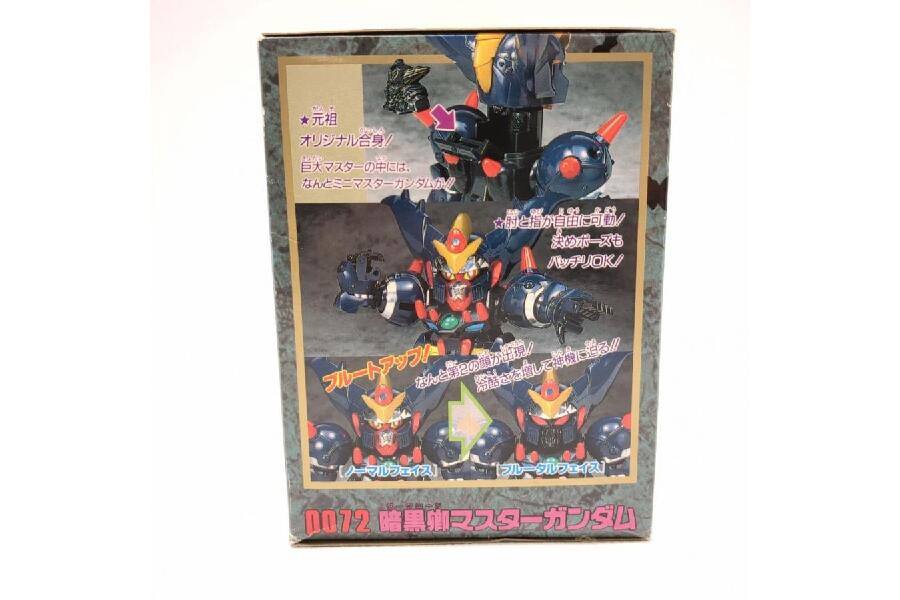 ★元祖
オリジナル合身!
巨大マスターの中には、
なんとミニマスターガンダムが!!
★肘と指が自由に可動!
決めポーズも
バッチリOK!
ブルートアップ!
なんと第2の顔が出現!
冷酷さを増して神機に迫る!!
[ノーマルフェイス]
[ブルータルフェイス]
0072 暗黒卿マスターガンダム